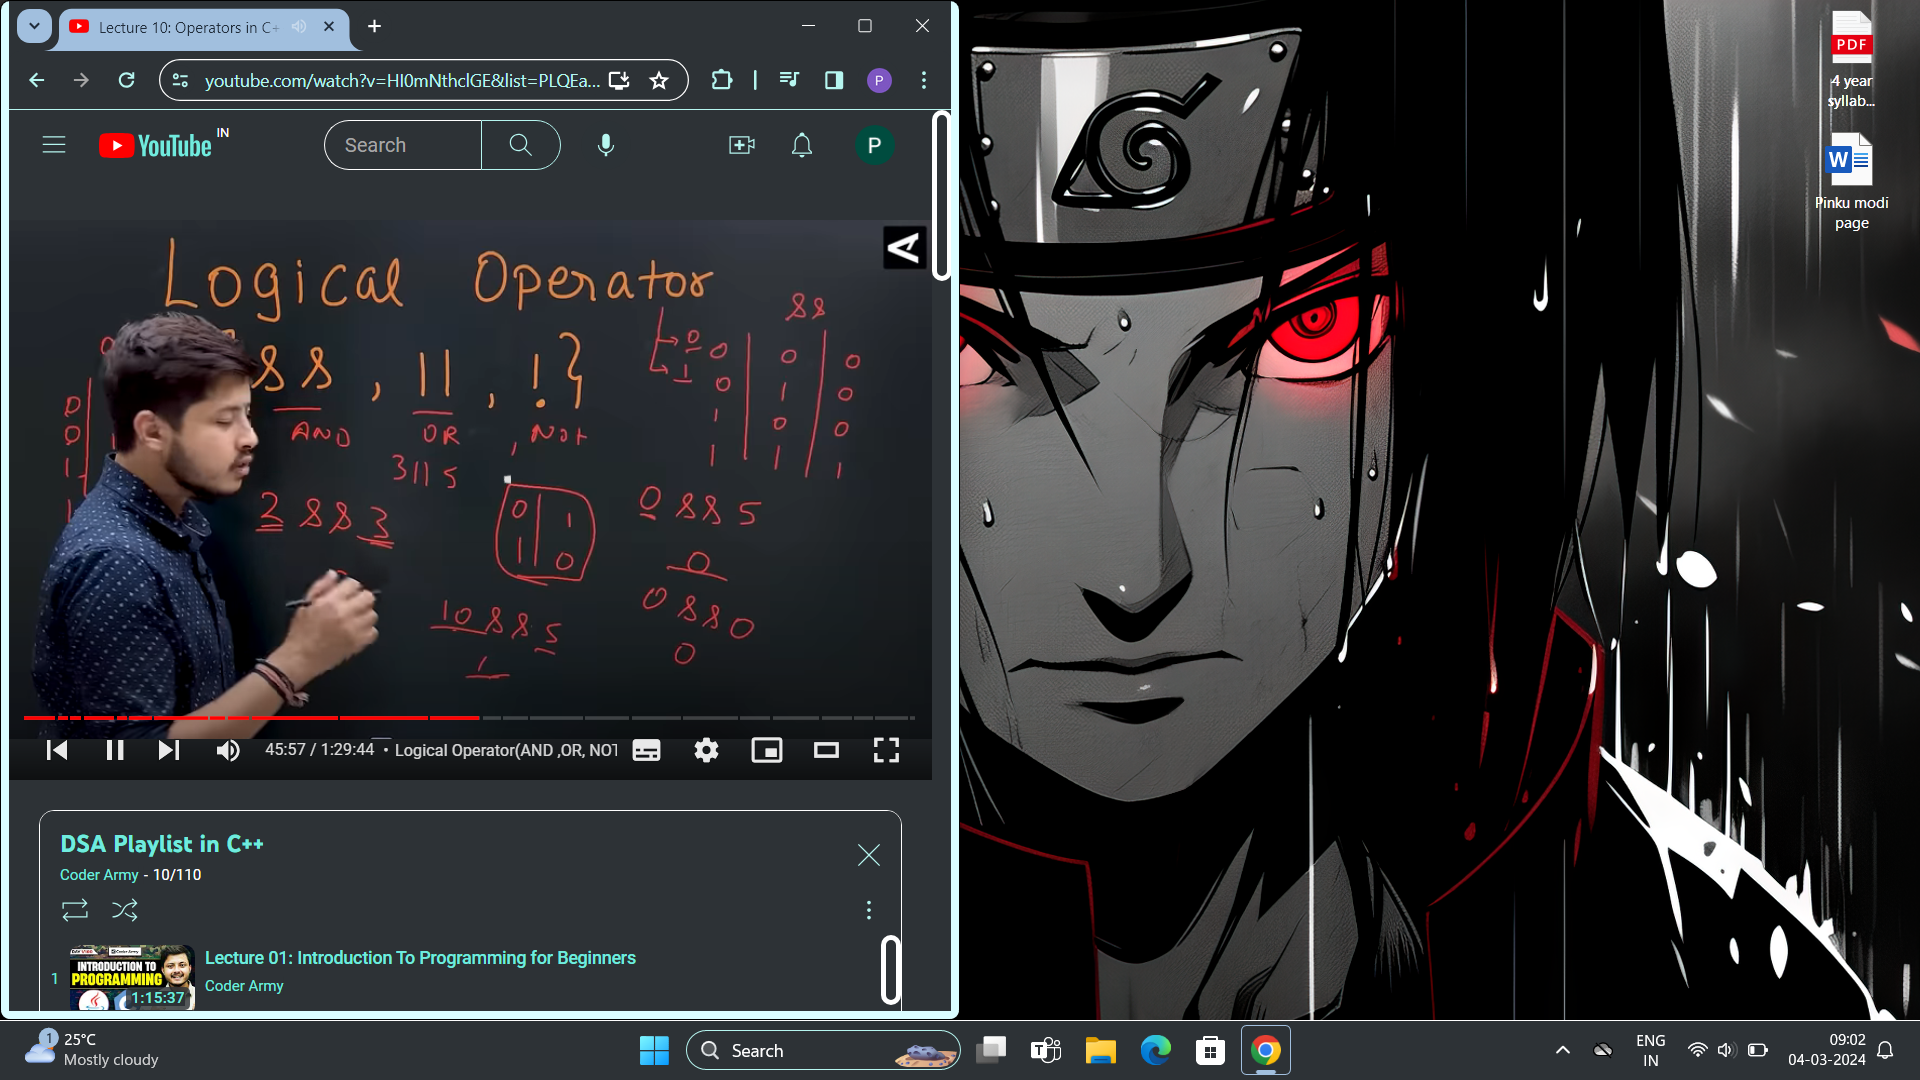 Lecture 10: Operators in C+
youtube.com/watch?v=HI0mNthclGE&list=PLQEa...
P
YouTube
IN
Search
P
Logical Operator
&& , || , ! }
AND OR , NOT
3 || 5
2 && 3
0 1
1 0
10 && 5
1
0 && 5
0
0 && 0
0
0
1
&&
0 0 0
0 1 0
1 0 0
1 1 1
45:57 / 1:29:44 • Logical Operator(AND ,OR, NOT
DSA Playlist in C++
Coder Army - 10/110
1
INTRODUCTION TO
PROGRAMMING
1:15:37
Lecture 01: Introduction To Programming for Beginners
Coder Army
PDF
4 year
syllab...
W
Pinku modi
page
1
25°C
Mostly cloudy
Search
ENG
IN
09:02
04-03-2024